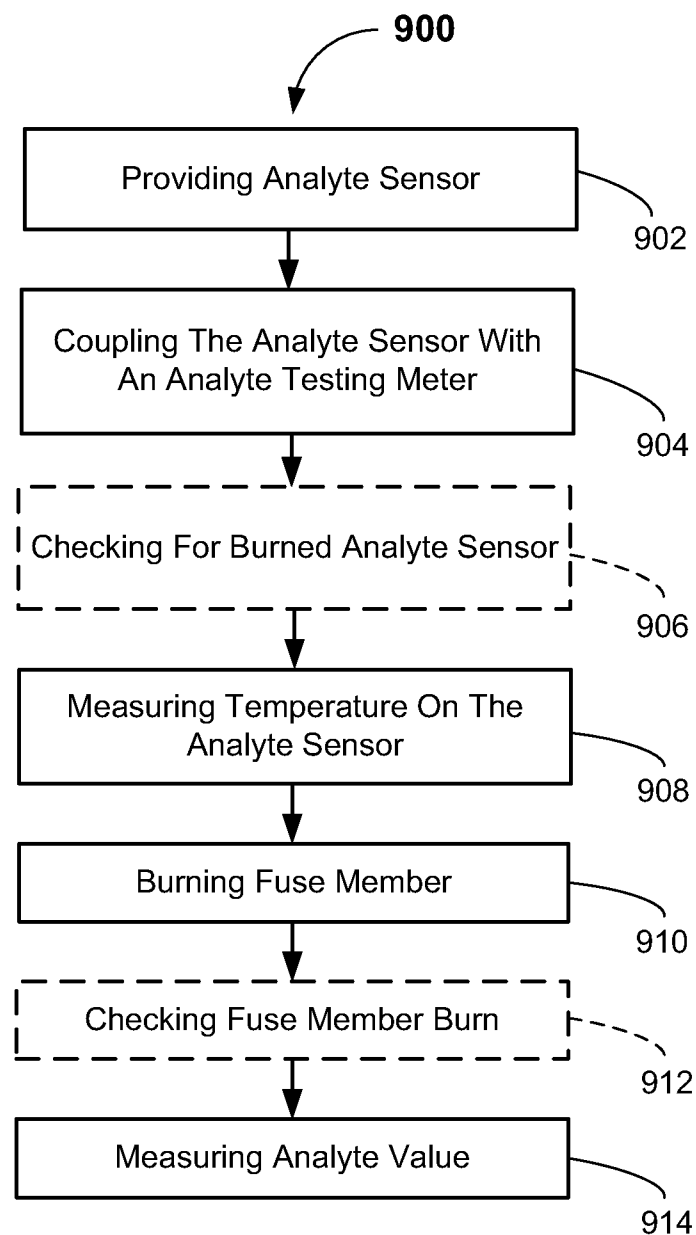 900
Providing Analyte Sensor
902
Coupling The Analyte Sensor With
An Analyte Testing Meter
904
Checking For Burned Analyte Sensor
906
Measuring Temperature On The
Analyte Sensor
908
Burning Fuse Member
910
Checking Fuse Member Burn
912
Measuring Analyte Value
914